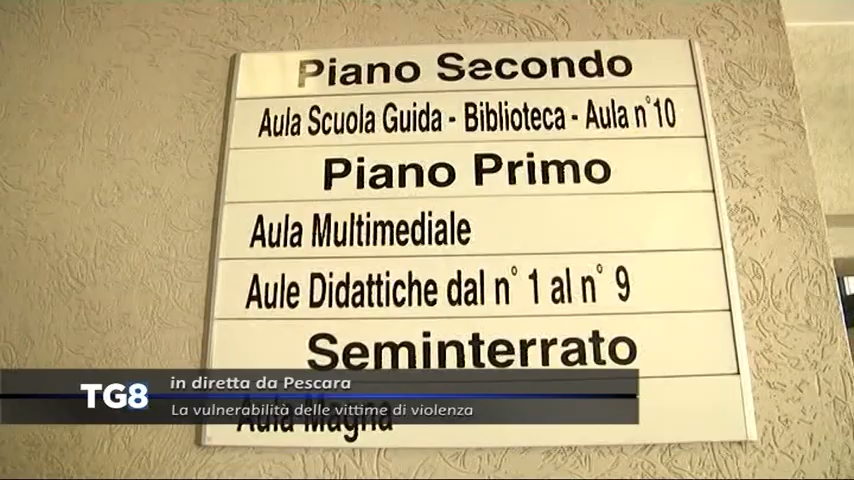 Piano Secondo
Aula Scuola Guida - Biblioteca - Aula n°10
Piano Primo
Aula Multimediale
Aule Didattiche dal n° 1 al n° 9
Seminterrato
Aula Magna
TG8
in diretta da Pescara
La vulnerabilità delle vittime di violenza